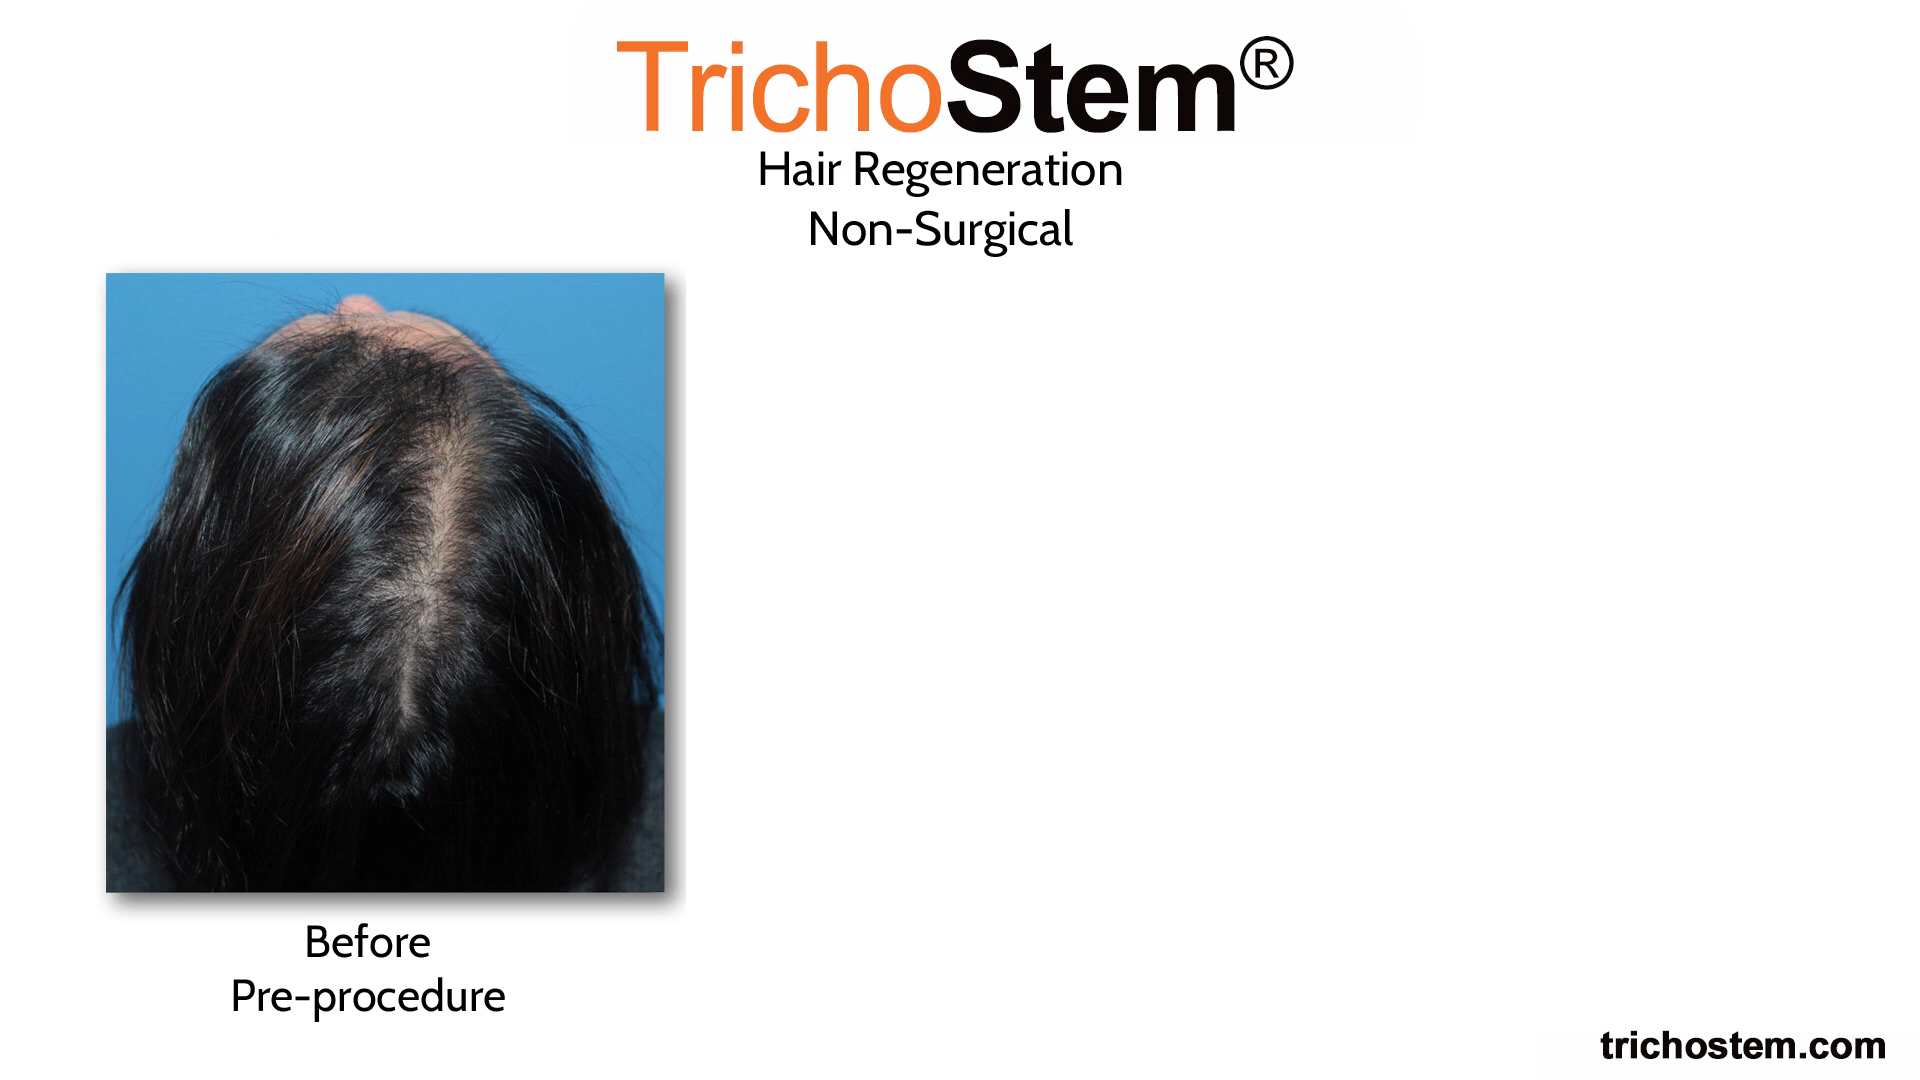 TrichoStem®
Hair Regeneration
Non-Surgical
Before
Pre-procedure
trichostem.com